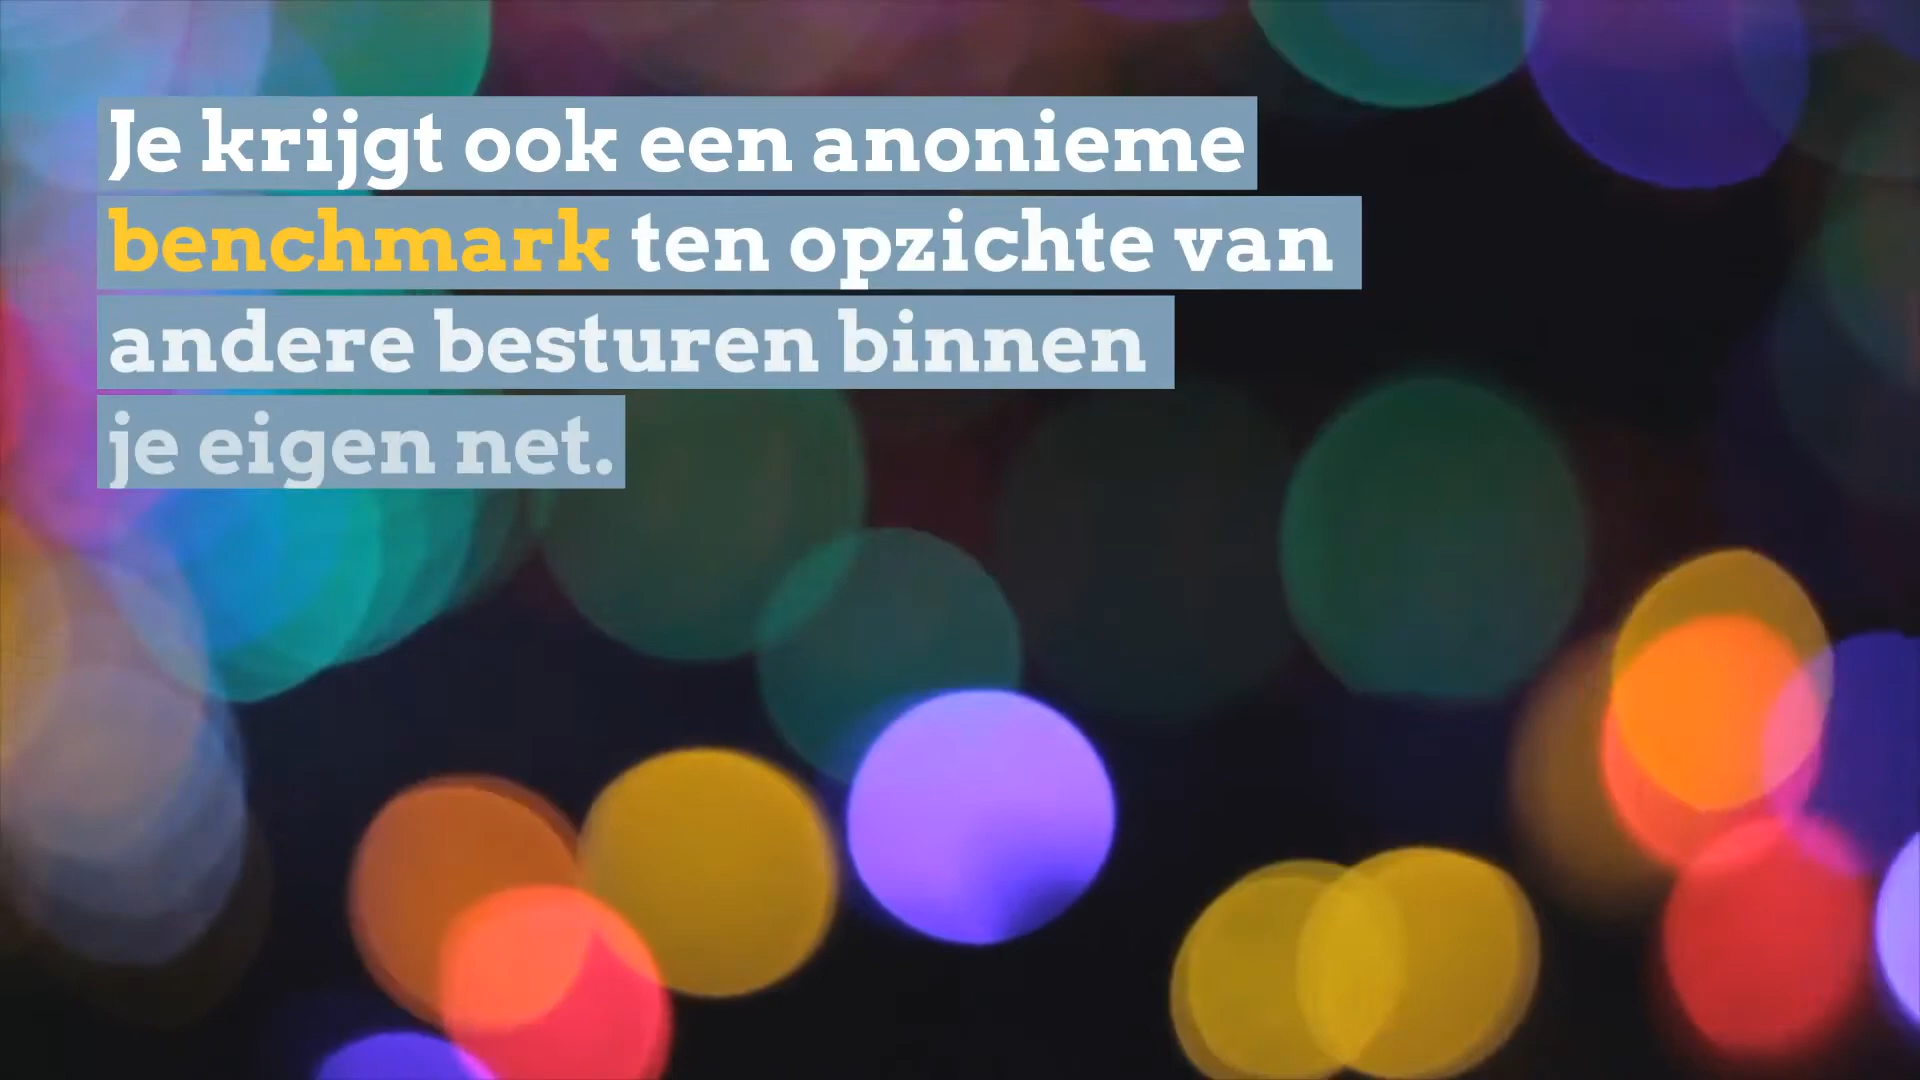 Je krijgt ook een anonieme
benchmark ten opzichte van
andere besturen binnen
je eigen net.